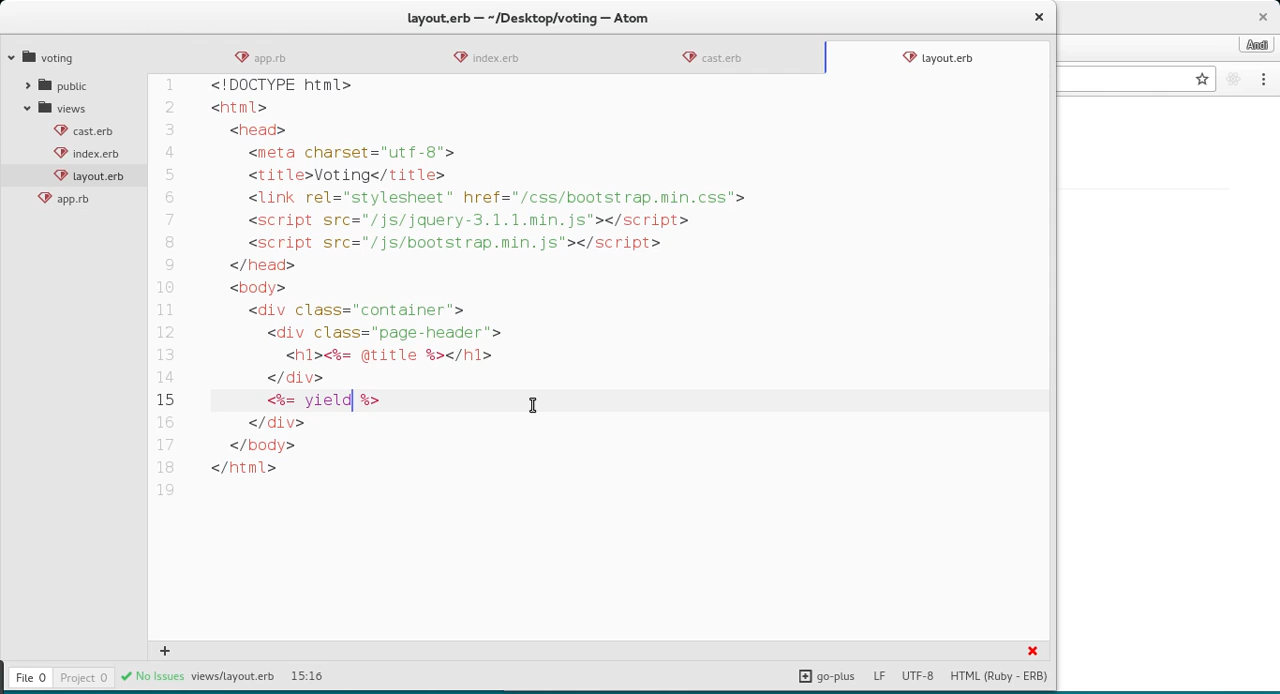 layout.erb — ~/Desktop/voting — Atom
Andi
voting
public
views
cast.erb
index.erb
layout.erb
app.rb
app.rb
index.erb
cast.erb
layout.erb
1 <!DOCTYPE html>
2 <html>
3 <head>
4 <meta charset="utf-8">
5 <title>Voting</title>
6 <link rel="stylesheet" href="/css/bootstrap.min.css">
7 <script src="/js/jquery-3.1.1.min.js"></script>
8 <script src="/js/bootstrap.min.js"></script>
9 </head>
10 <body>
11 <div class="container">
12 <div class="page-header">
13 <h1><%= @title %></h1>
14 </div>
15 <%= yield %>
16 </div>
17 </body>
18 </html>
19
File 0 Project 0 No Issues views/layout.erb 15:16 go-plus LF UTF-8 HTML (Ruby - ERB)